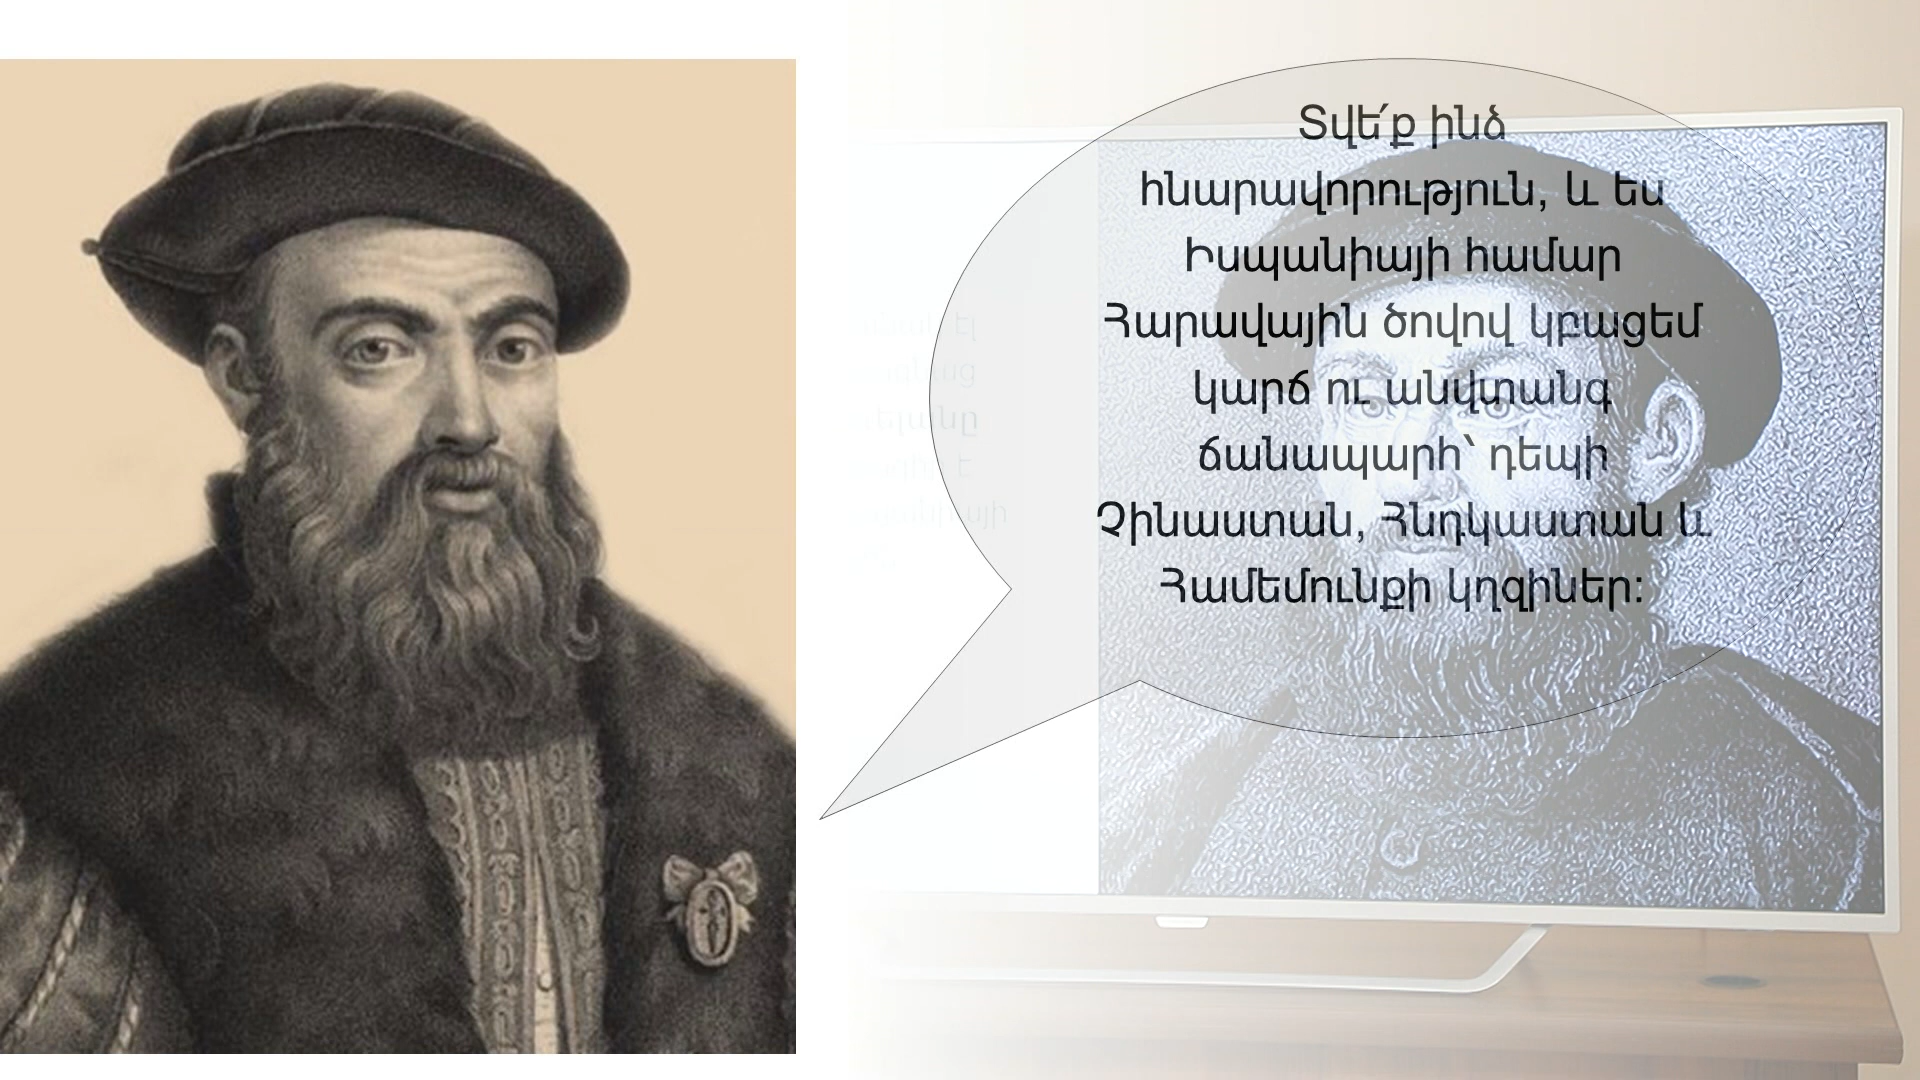 Տվե՛ք ինձ
հնարավորություն, և ես
Իսպանիայի համար
Հարավային ծովով կբացեմ
կարճ ու անվտանգ
ճանապարհ՝ դեպի
Չինաստան, Հնդկաստան և
Համեմունքի կղզիներ: